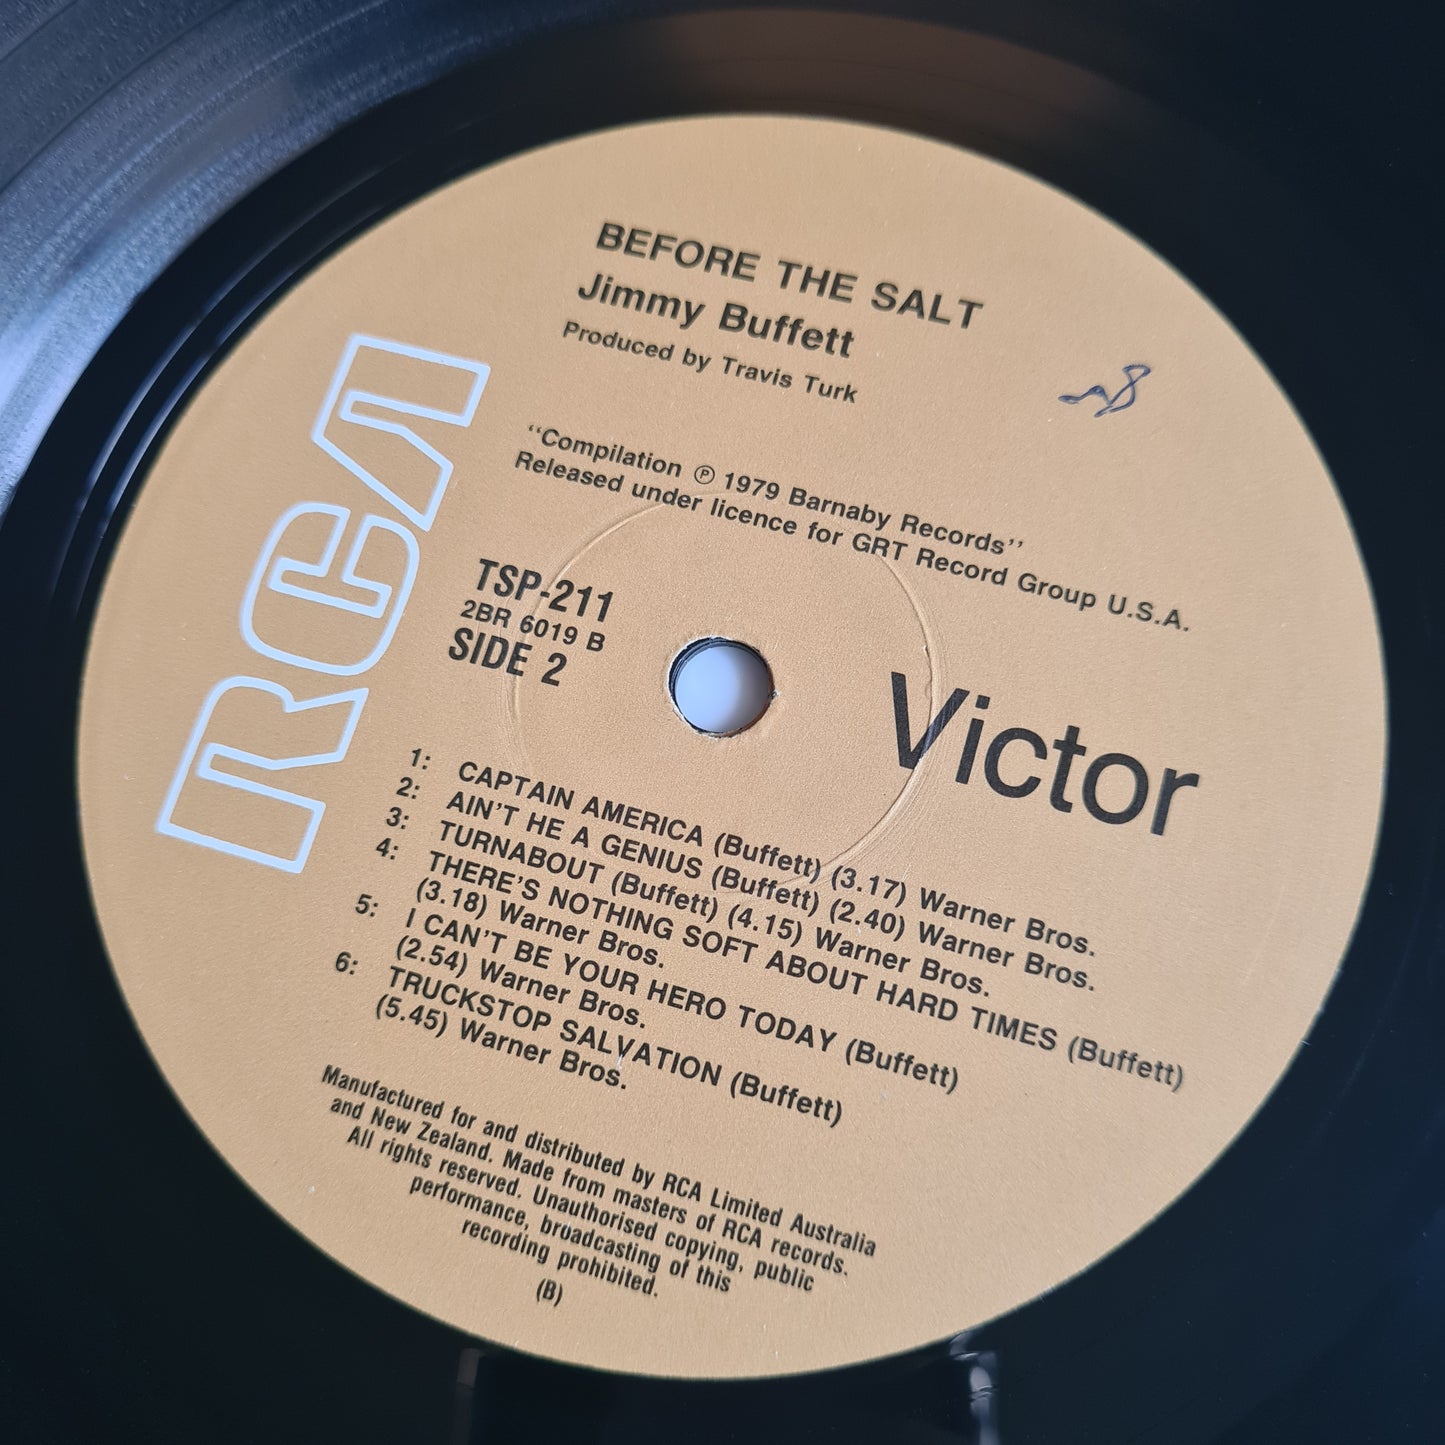 BEFORE THE SALT
Jimmy Buffett
Produced by Travis Turk
"Compilation ℗ 1979 Barnaby Records"
Released under licence for GRT Record Group U.S.A.
RCA
TSP-211
2BR 6019 B
SIDE 2
Victor
1: CAPTAIN AMERICA (Buffett) (3.17) Warner Bros.
2: AIN'T HE A GENIUS (Buffett) (2.40) Warner Bros.
3: TURNABOUT (Buffett) (4.15) Warner Bros.
4: THERE'S NOTHING SOFT ABOUT HARD TIMES (Buffett)
(3.18) Warner Bros.
5: I CAN'T BE YOUR HERO TODAY (Buffett)
(2.54) Warner Bros.
6: TRUCKSTOP SALVATION (Buffett)
(5.45) Warner Bros.
Manufactured for and distributed by RCA Limited Australia
and New Zealand. Made from masters of RCA records.
All rights reserved. Unauthorised copying, public
performance, broadcasting of this
recording prohibited.
(B)